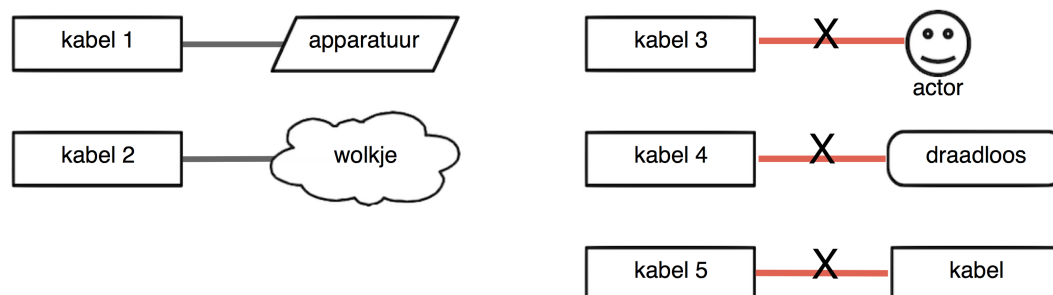 kabel 1
apparatuur
kabel 2
wolkje
kabel 3
X
actor
kabel 4
X
draadloos
kabel 5
X
kabel